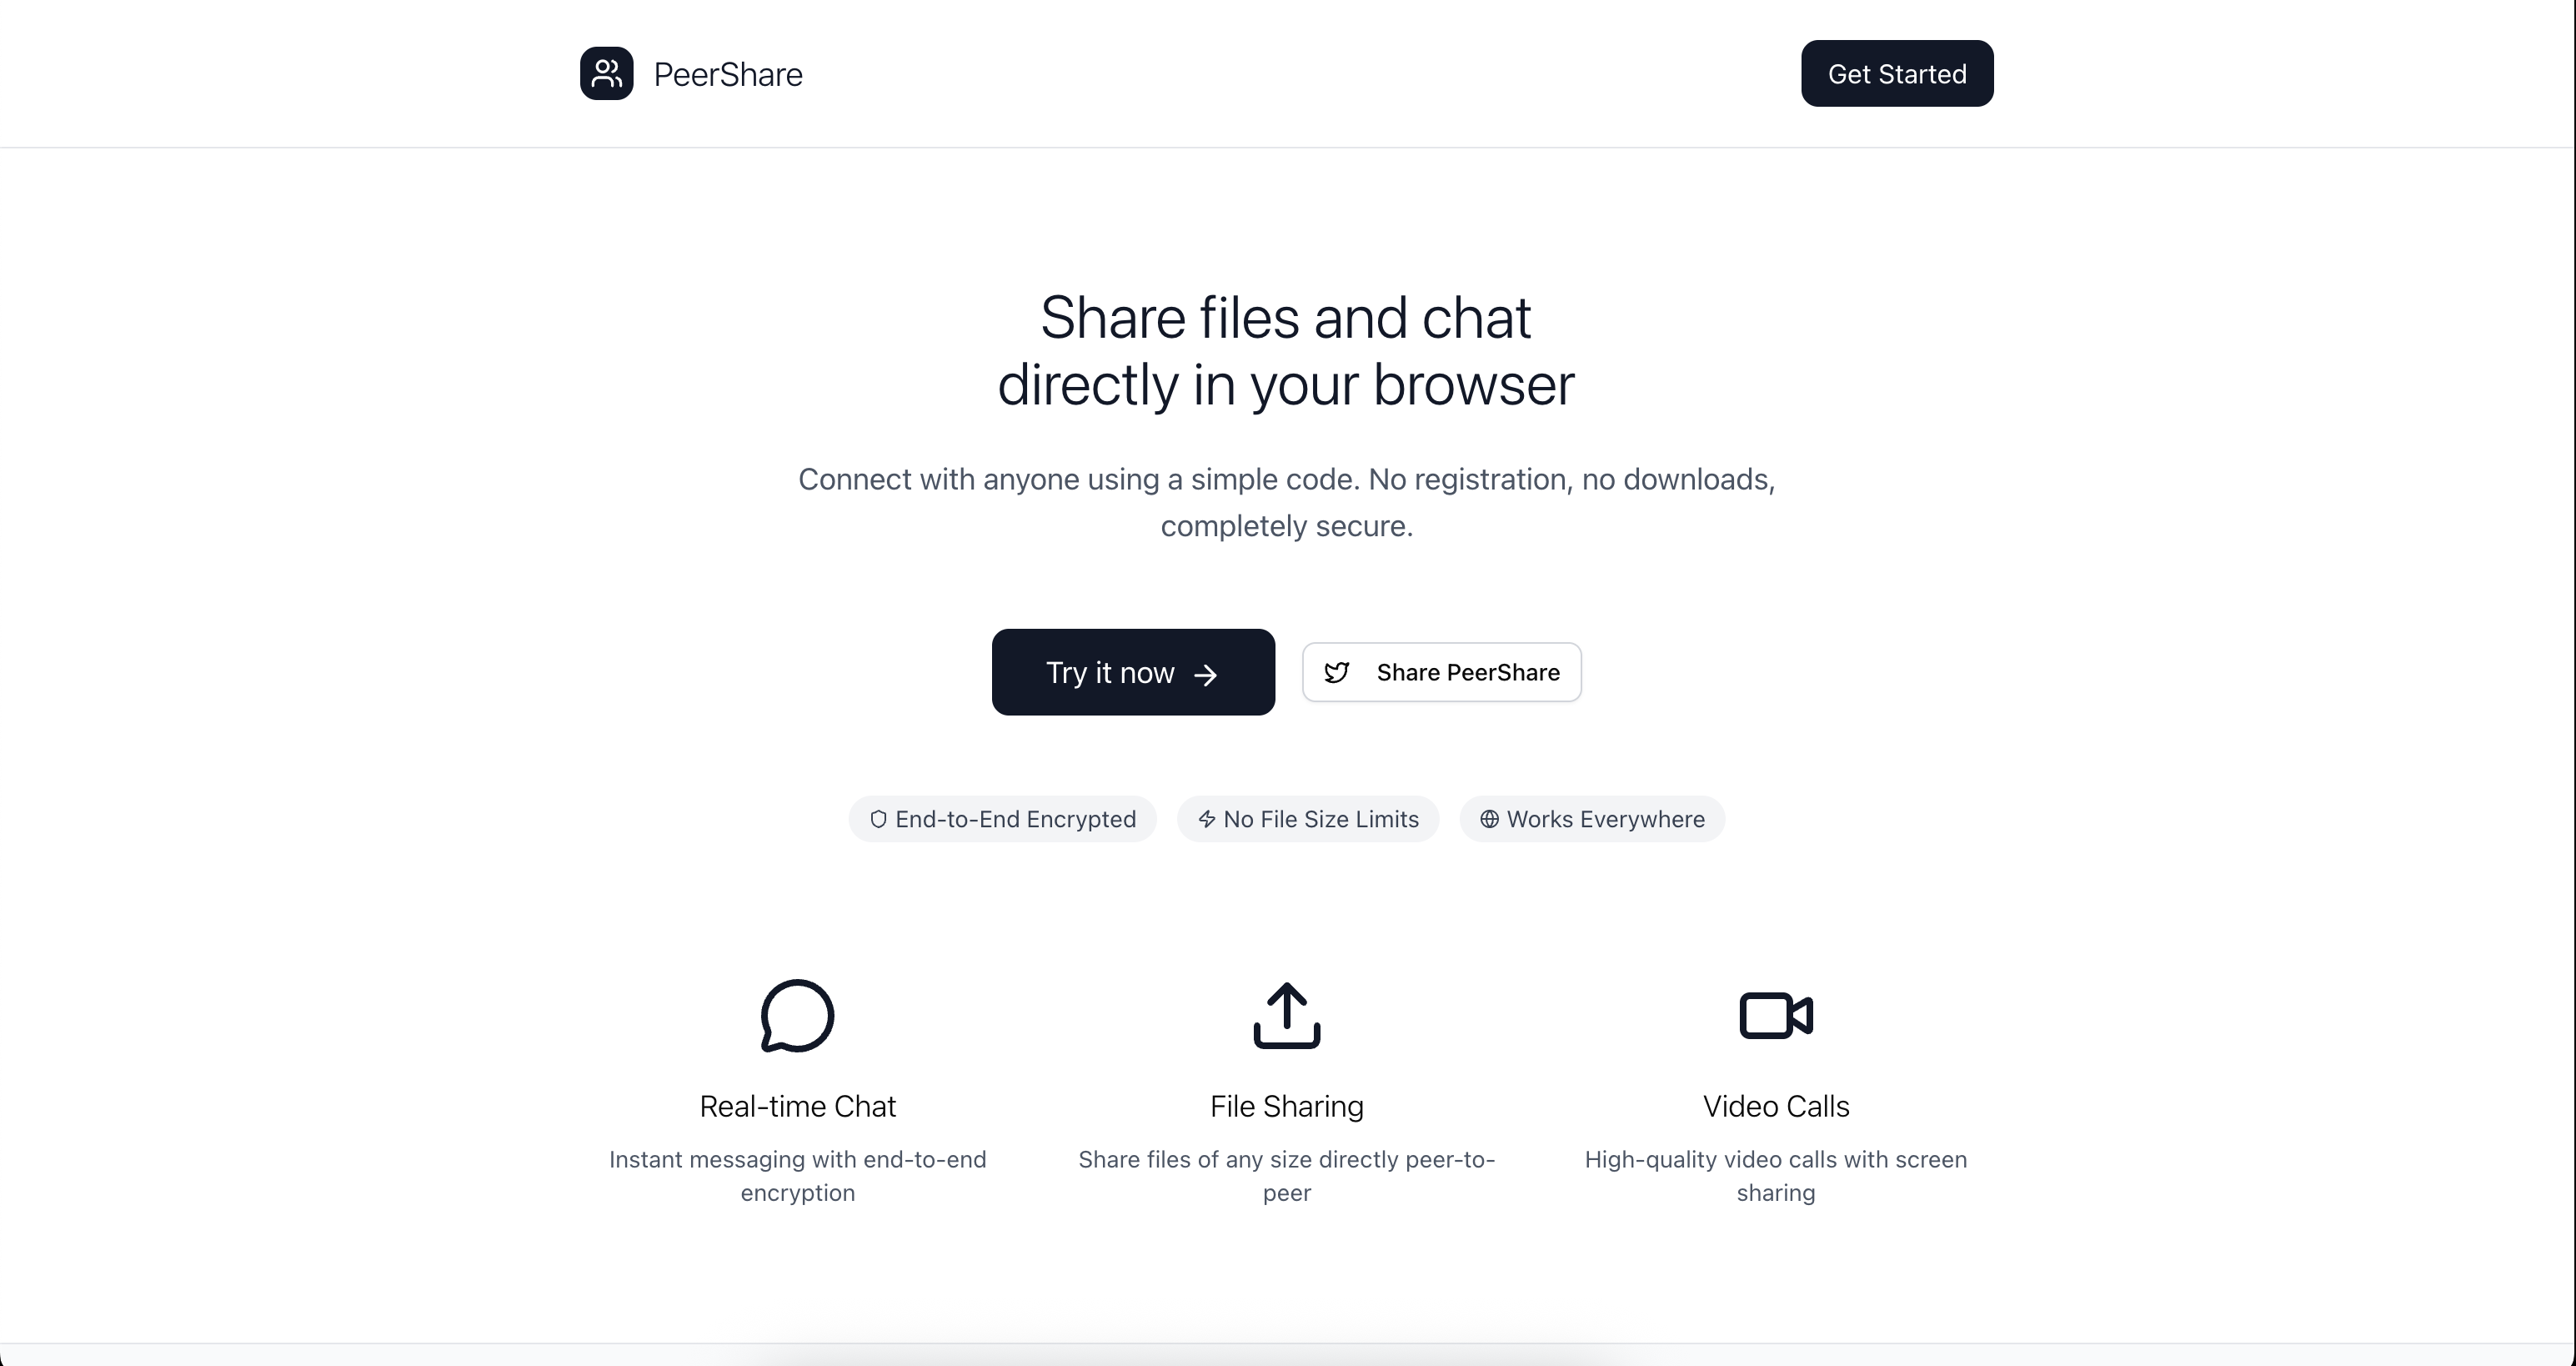 PeerShare
Get Started
Share files and chat
directly in your browser
Connect with anyone using a simple code. No registration, no downloads,
completely secure.
Try it now
Share PeerShare
End-to-End Encrypted
No File Size Limits
Works Everywhere
Real-time Chat
Instant messaging with end-to-end
encryption
File Sharing
Share files of any size directly peer-to-
peer
Video Calls
High-quality video calls with screen
sharing